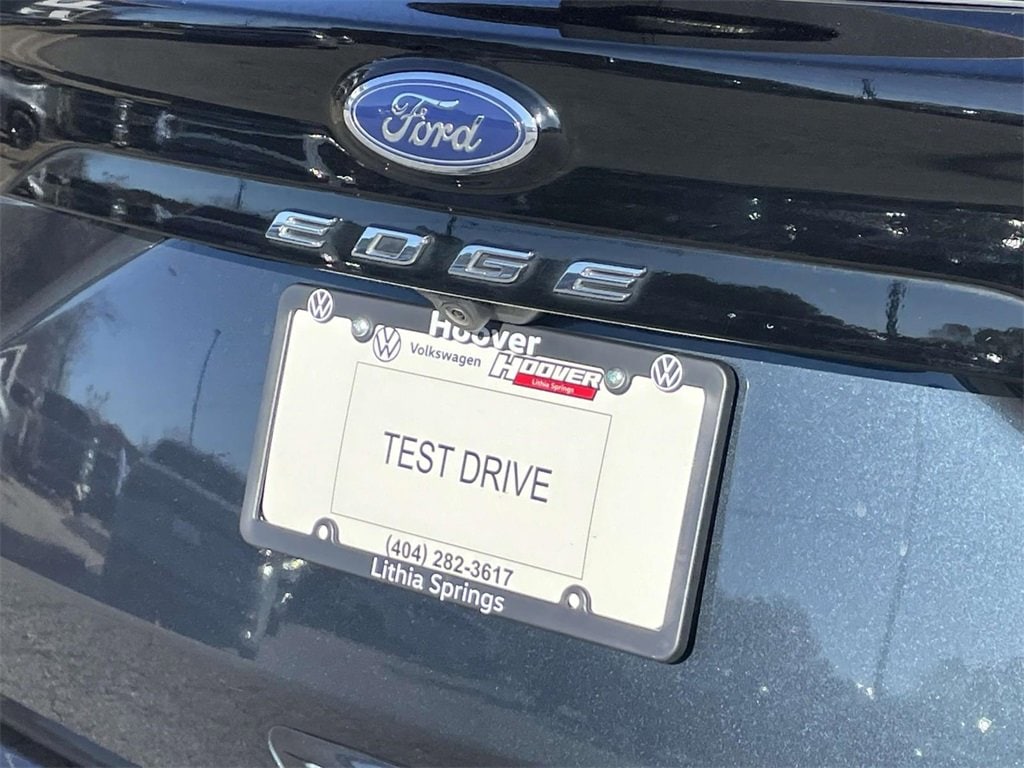 Ford
EDGE
Hoover
Volkswagen
HOOVER
Lithia Springs
TEST DRIVE
(404) 282-3617
Lithia Springs